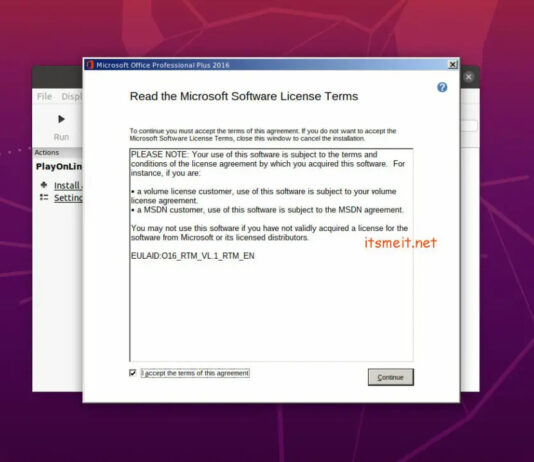 Microsoft Office Professional Plus 2016
File
Run
Actions
Install
Read the Microsoft Software License Terms
To continue you must accept the terms of this agreement. If you do not want to accept the
Microsoft Software License Terms, close this window to cancel the installation.
PLEASE NOTE: Your use of this software is subject to the terms and
conditions of the license agreement by which you acquired this software. For
instance, if you are:
• a volume license customer, use of this software is subject to your volume
license agreement.
• a MSDN customer, use of this software is subject to the MSDN agreement.
You may not use this software if you have not validly acquired a license for the
software from Microsoft or its licensed distributors.
itsmeit.net
EULAID:O16_RTM_VL.1_RTM_EN
I accept the terms of this agreement
Continue